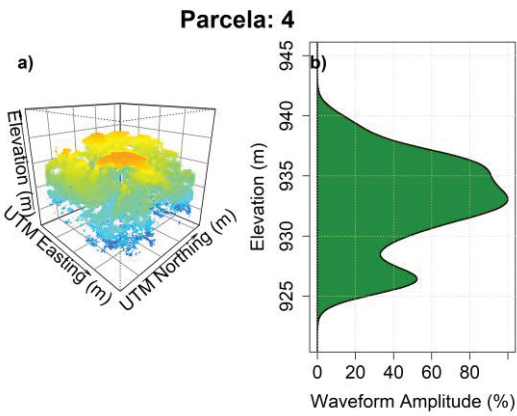 Parcela: 4
a)
Elevation (m)
UTM Easting (m)
UTM Northing (m)
b)
Elevation (m)
945
940
935
930
925
0 20 40 60 80
Waveform Amplitude (%)